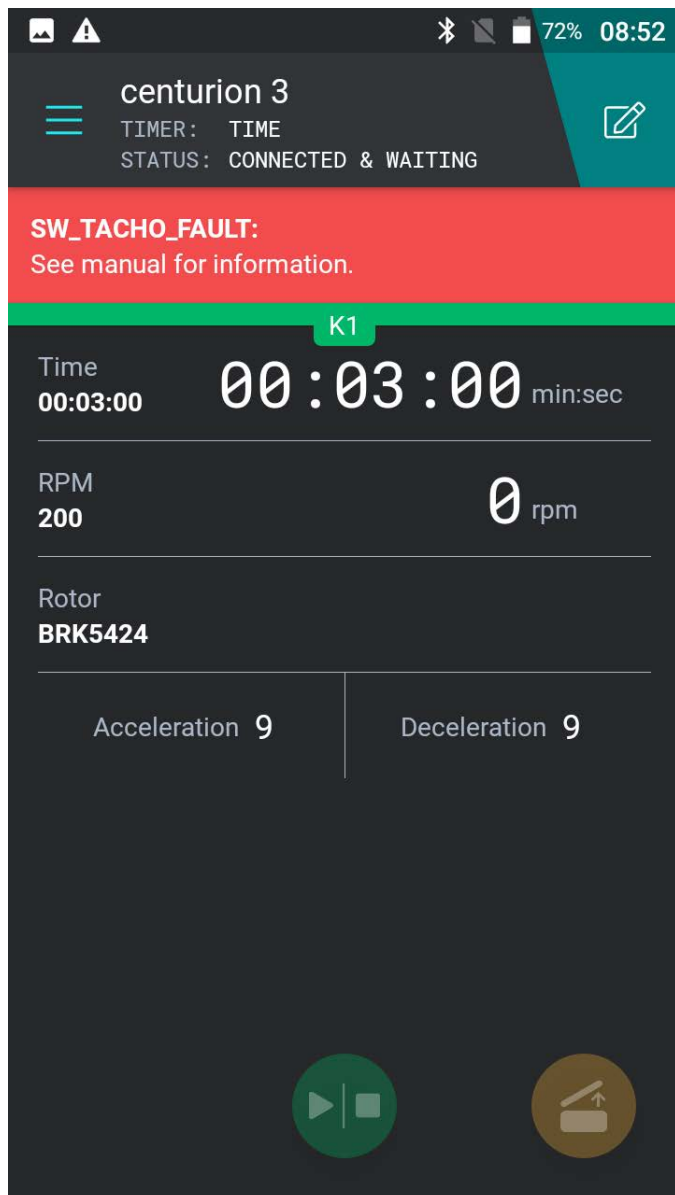 72% 08:52
centurion 3
TIMER: TIME
STATUS: CONNECTED & WAITING
SW_TACHO_FAULT:
See manual for information.
K1
Time
00:03:00
00:03:00 min:sec
RPM
200
0 rpm
Rotor
BRK5424
Acceleration 9
Deceleration 9